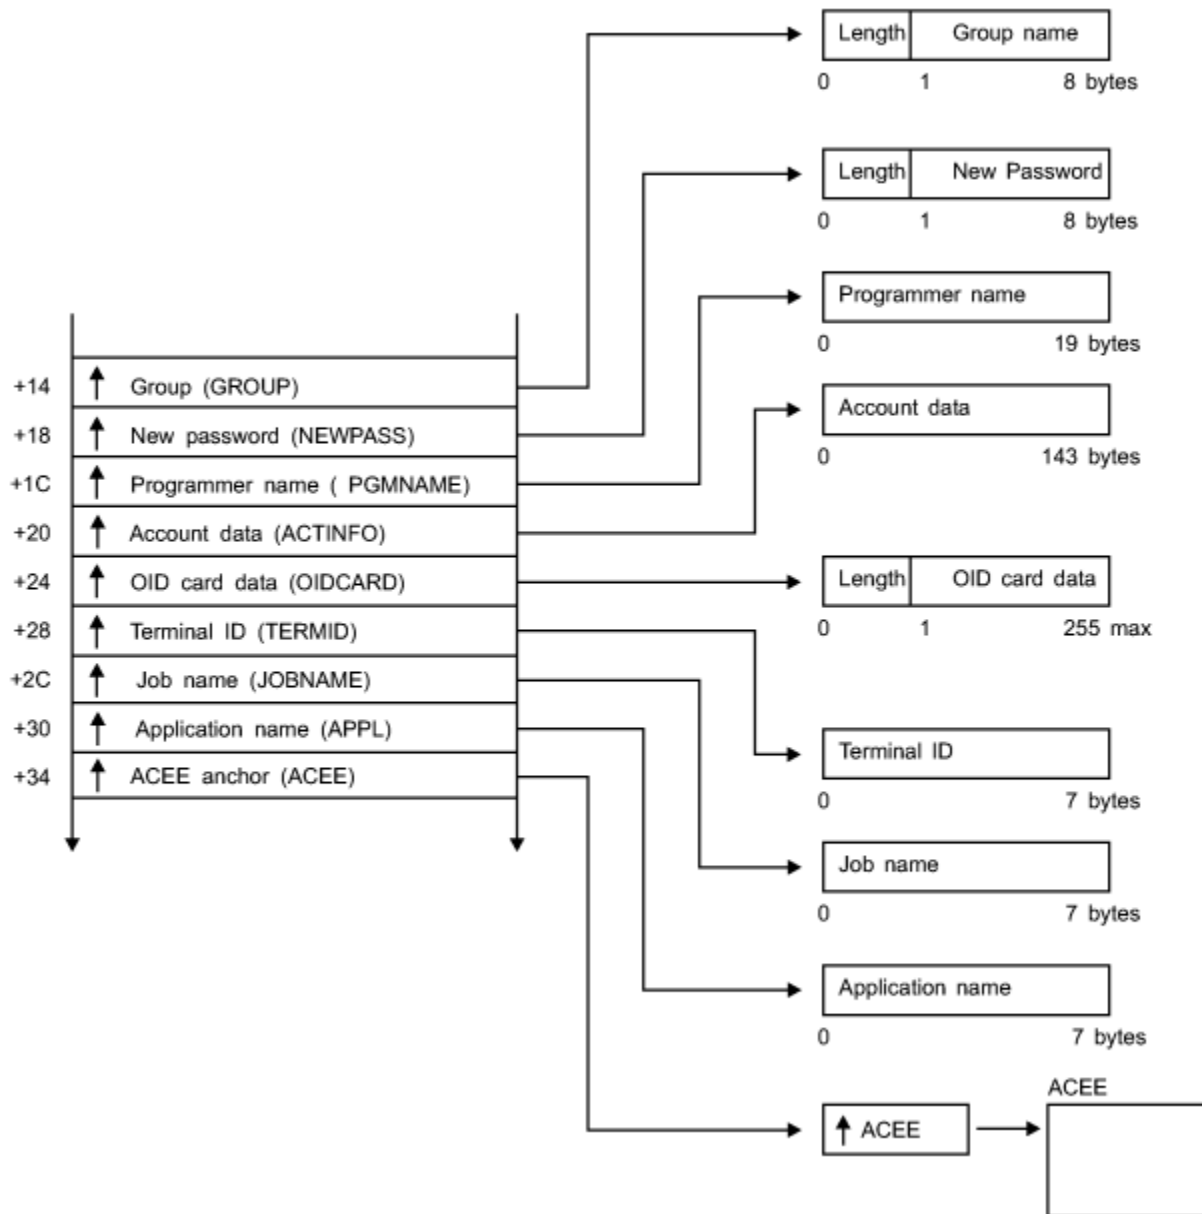 Length Group name
0 1 8 bytes
Length New Password
0 1 8 bytes
Programmer name
0 19 bytes
+14 Group (GROUP)
Account data
+18 New password (NEWPASS)
0 143 bytes
+1C Programmer name ( PGMNAME)
+20 Account data (ACTINFO)
+24 OID card data (OIDCARD)
Length OID card data
0 1 255 max
+28 Terminal ID (TERMID)
+2C Job name (JOBNAME)
+30 Application name (APPL)
Terminal ID
+34 ACEE anchor (ACEE)
0 7 bytes
Job name
0 7 bytes
Application name
0 7 bytes
ACEE
ACEE